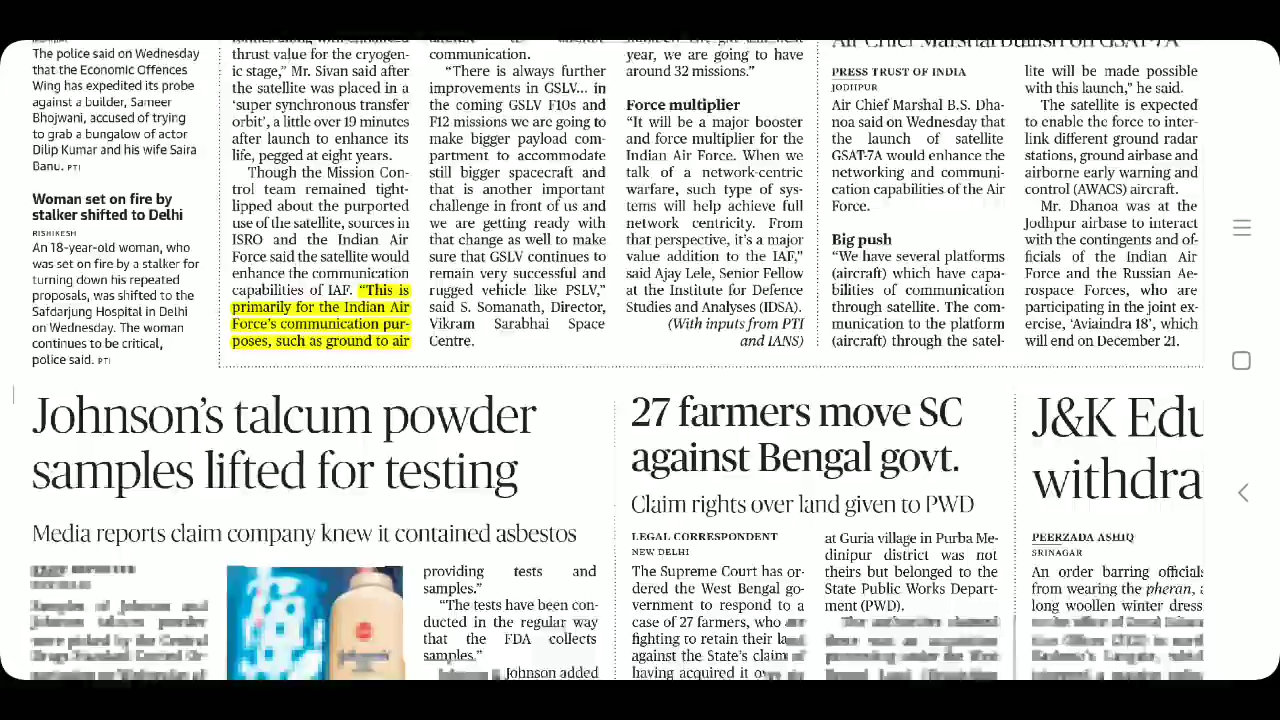 The police said on Wednesday
that the Economic Offences
Wing has expedited its probe
against a builder, Sameer
Bhojwani, accused of trying
to grab a bungalow of actor
Dilip Kumar and his wife Saira
Banu. PTI
Woman set on fire by
stalker shifted to Delhi
RISHIKESH
An 18-year-old woman, who
was set on fire by a stalker for
turning down his repeated
proposals, was shifted to the
Safdarjung Hospital in Delhi
on Wednesday. The woman
continues to be critical,
police said. PTI
thrust value for the cryogen-
ic stage,” Mr. Sivan said after
the satellite was placed in a
‘super synchronous transfer
orbit’, a little over 19 minutes
after launch to enhance its
life, pegged at eight years.
Though the Mission Con-
trol team remained tight-
lipped about the purported
use of the satellite, sources in
ISRO and the Indian Air
Force said the satellite would
enhance the communication
capabilities of IAF. “This is
primarily for the Indian Air
Force’s communication pur-
poses, such as ground to air
communication.
“There is always further
improvements in GSLV... in
the coming GSLV F10s and
F12 missions we are going to
make bigger payload com-
partment to accommodate
still bigger spacecraft and
that is another important
challenge in front of us and
we are getting ready with
that change as well to make
sure that GSLV continues to
remain very successful and
rugged vehicle like PSLV,”
said S. Somanath, Director,
Vikram Sarabhai Space
Centre.
year, we are going to have
around 32 missions.”
Force multiplier
“It will be a major booster
and force multiplier for the
Indian Air Force. When we
talk of a network-centric
warfare, such type of sys-
tems will help achieve full
network centricity. From
that perspective, it’s a major
value addition to the IAF,”
said Ajay Lele, Senior Fellow
at the Institute for Defence
Studies and Analyses (IDSA).
(With inputs from PTI
and IANS)
Air Chief Marshal bullish on GSAT-7A
PRESS TRUST OF INDIA
JODHPUR
Air Chief Marshal B.S. Dha-
noa said on Wednesday that
the launch of satellite
GSAT-7A would enhance the
networking and communi-
cation capabilities of the Air
Force.
Big push
“We have several platforms
(aircraft) which have capa-
bilities of communication
through satellite. The com-
munication to the platform
(aircraft) through the satel-
lite will be made possible
with this launch,” he said.
The satellite is expected
to enable the force to inter-
link different ground radar
stations, ground airbase and
airborne early warning and
control (AWACS) aircraft.
Mr. Dhanoa was at the
Jodhpur airbase to interact
with the contingents and of-
ficials of the Indian Air
Force and the Russian Ae-
rospace Forces, who are
participating in the joint ex-
ercise, ‘Aviaindra 18’, which
will end on December 21.
Johnson’s talcum powder
samples lifted for testing
Media reports claim company knew it contained asbestos
providing tests and
samples.”
“The tests have been con-
ducted in the regular way
that the FDA collects
samples.”
Johnson added
27 farmers move SC
against Bengal govt.
Claim rights over land given to PWD
LEGAL CORRESPONDENT
NEW DELHI
The Supreme Court has or-
dered the West Bengal go-
vernment to respond to a
case of 27 farmers, who are
fighting to retain their land
against the State’s claim of
having acquired it
at Guria village in Purba Me-
dinipur district was not
theirs but belonged to the
State Public Works Depart-
ment (PWD).
J&K Edu
withdra
PEERZADA ASHIQ
SRINAGAR
An order barring officials
from wearing the pheran, a
long woollen winter dress